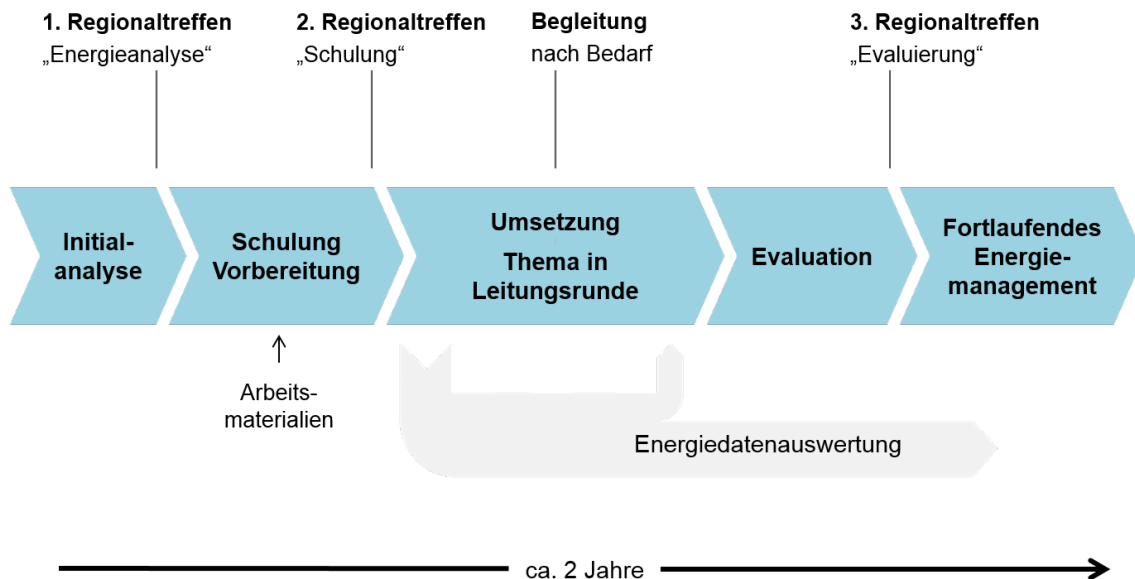 1. Regionaltreffen
„Energieanalyse“
2. Regionaltreffen
„Schulung“
Begleitung
nach Bedarf
3. Regionaltreffen
„Evaluierung“
Initial-
analyse
Schulung
Vorbereitung
Umsetzung
Thema in
Leitungsrunde
Evaluation
Fortlaufendes
Energie-
management
Arbeits-
materialien
Energiedatenauswertung
ca. 2 Jahre